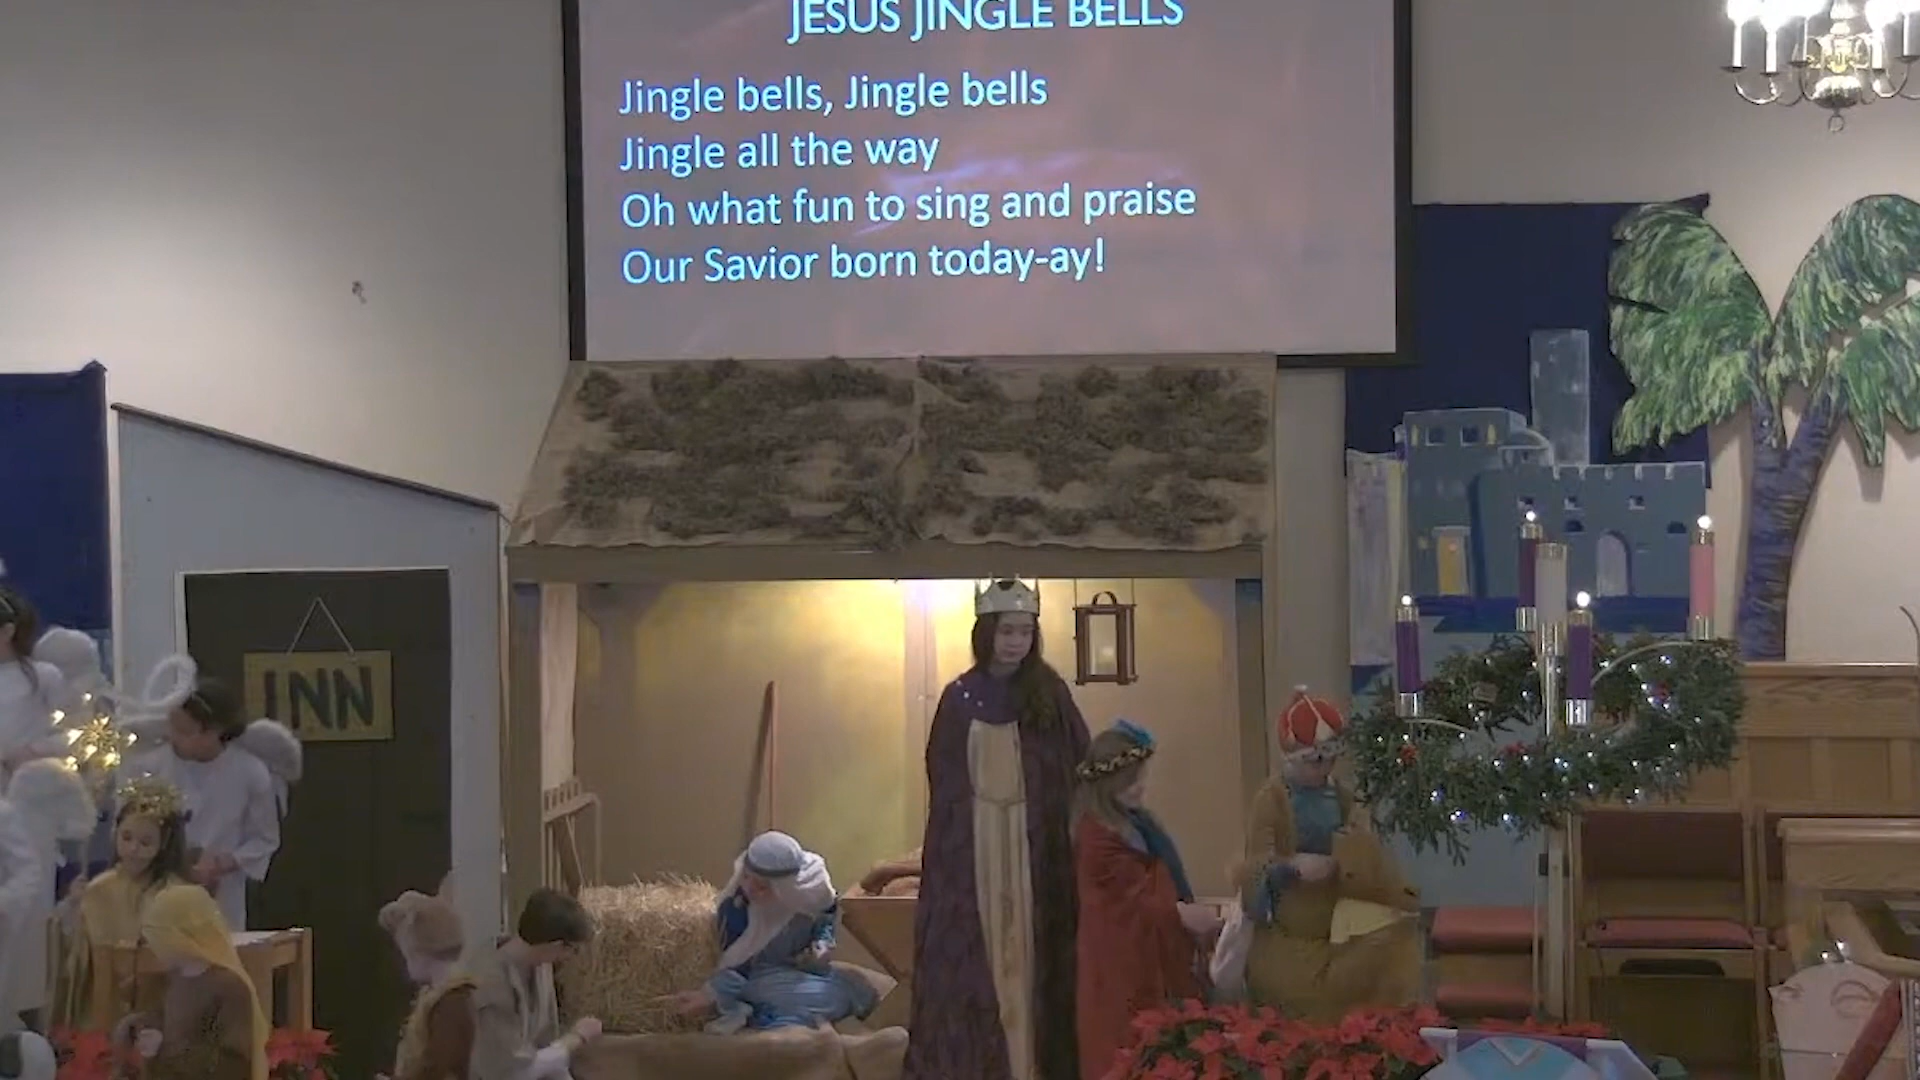 JESUS JINGLE BELLS
Jingle bells, Jingle bells
Jingle all the way
Oh what fun to sing and praise
Our Savior born today-ay!
INN